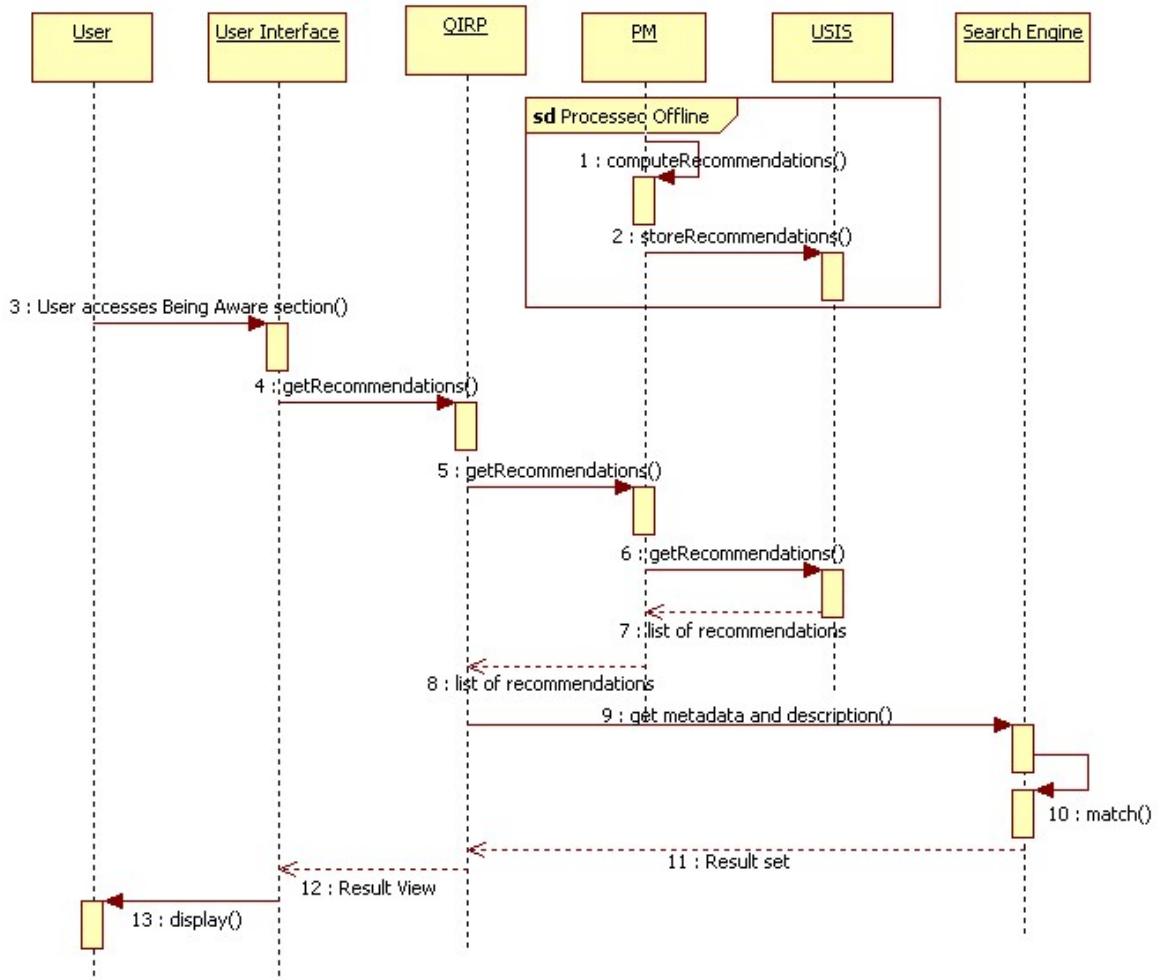 User
User Interface
QIRP
PM
USIS
Search Engine
sd Processed Offline
1 : computeRecommendations()
2 : storeRecommendations()
3 : User accesses Being Aware section()
4 : getRecommendations()
5 : getRecommendations()
6 : getRecommendations()
7 : list of recommendations
8 : list of recommendations
9 : get metadata and description()
10 : match()
11 : Result set
12 : Result View
13 : display()